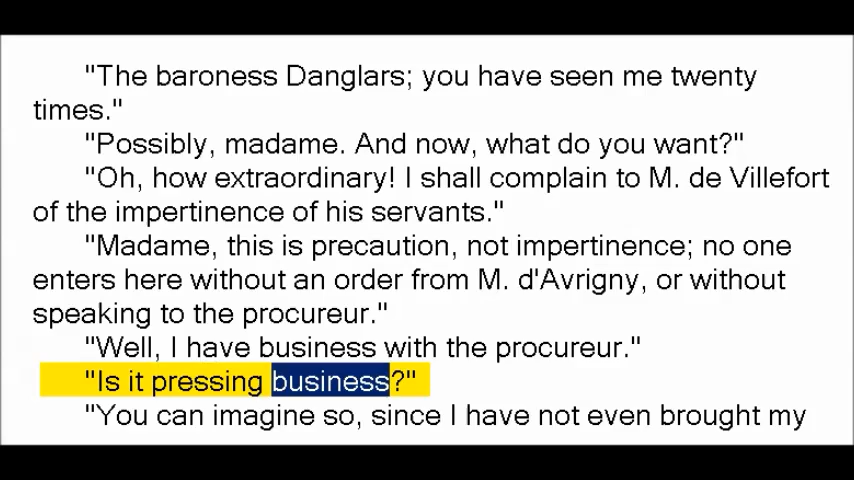 "The baroness Danglars; you have seen me twenty
times."
"Possibly, madame. And now, what do you want?"
"Oh, how extraordinary! I shall complain to M. de Villefort
of the impertinence of his servants."
"Madame, this is precaution, not impertinence; no one
enters here without an order from M. d'Avrigny, or without
speaking to the procureur."
"Well, I have business with the procureur."
"Is it pressing business?"
"You can imagine so, since I have not even brought my